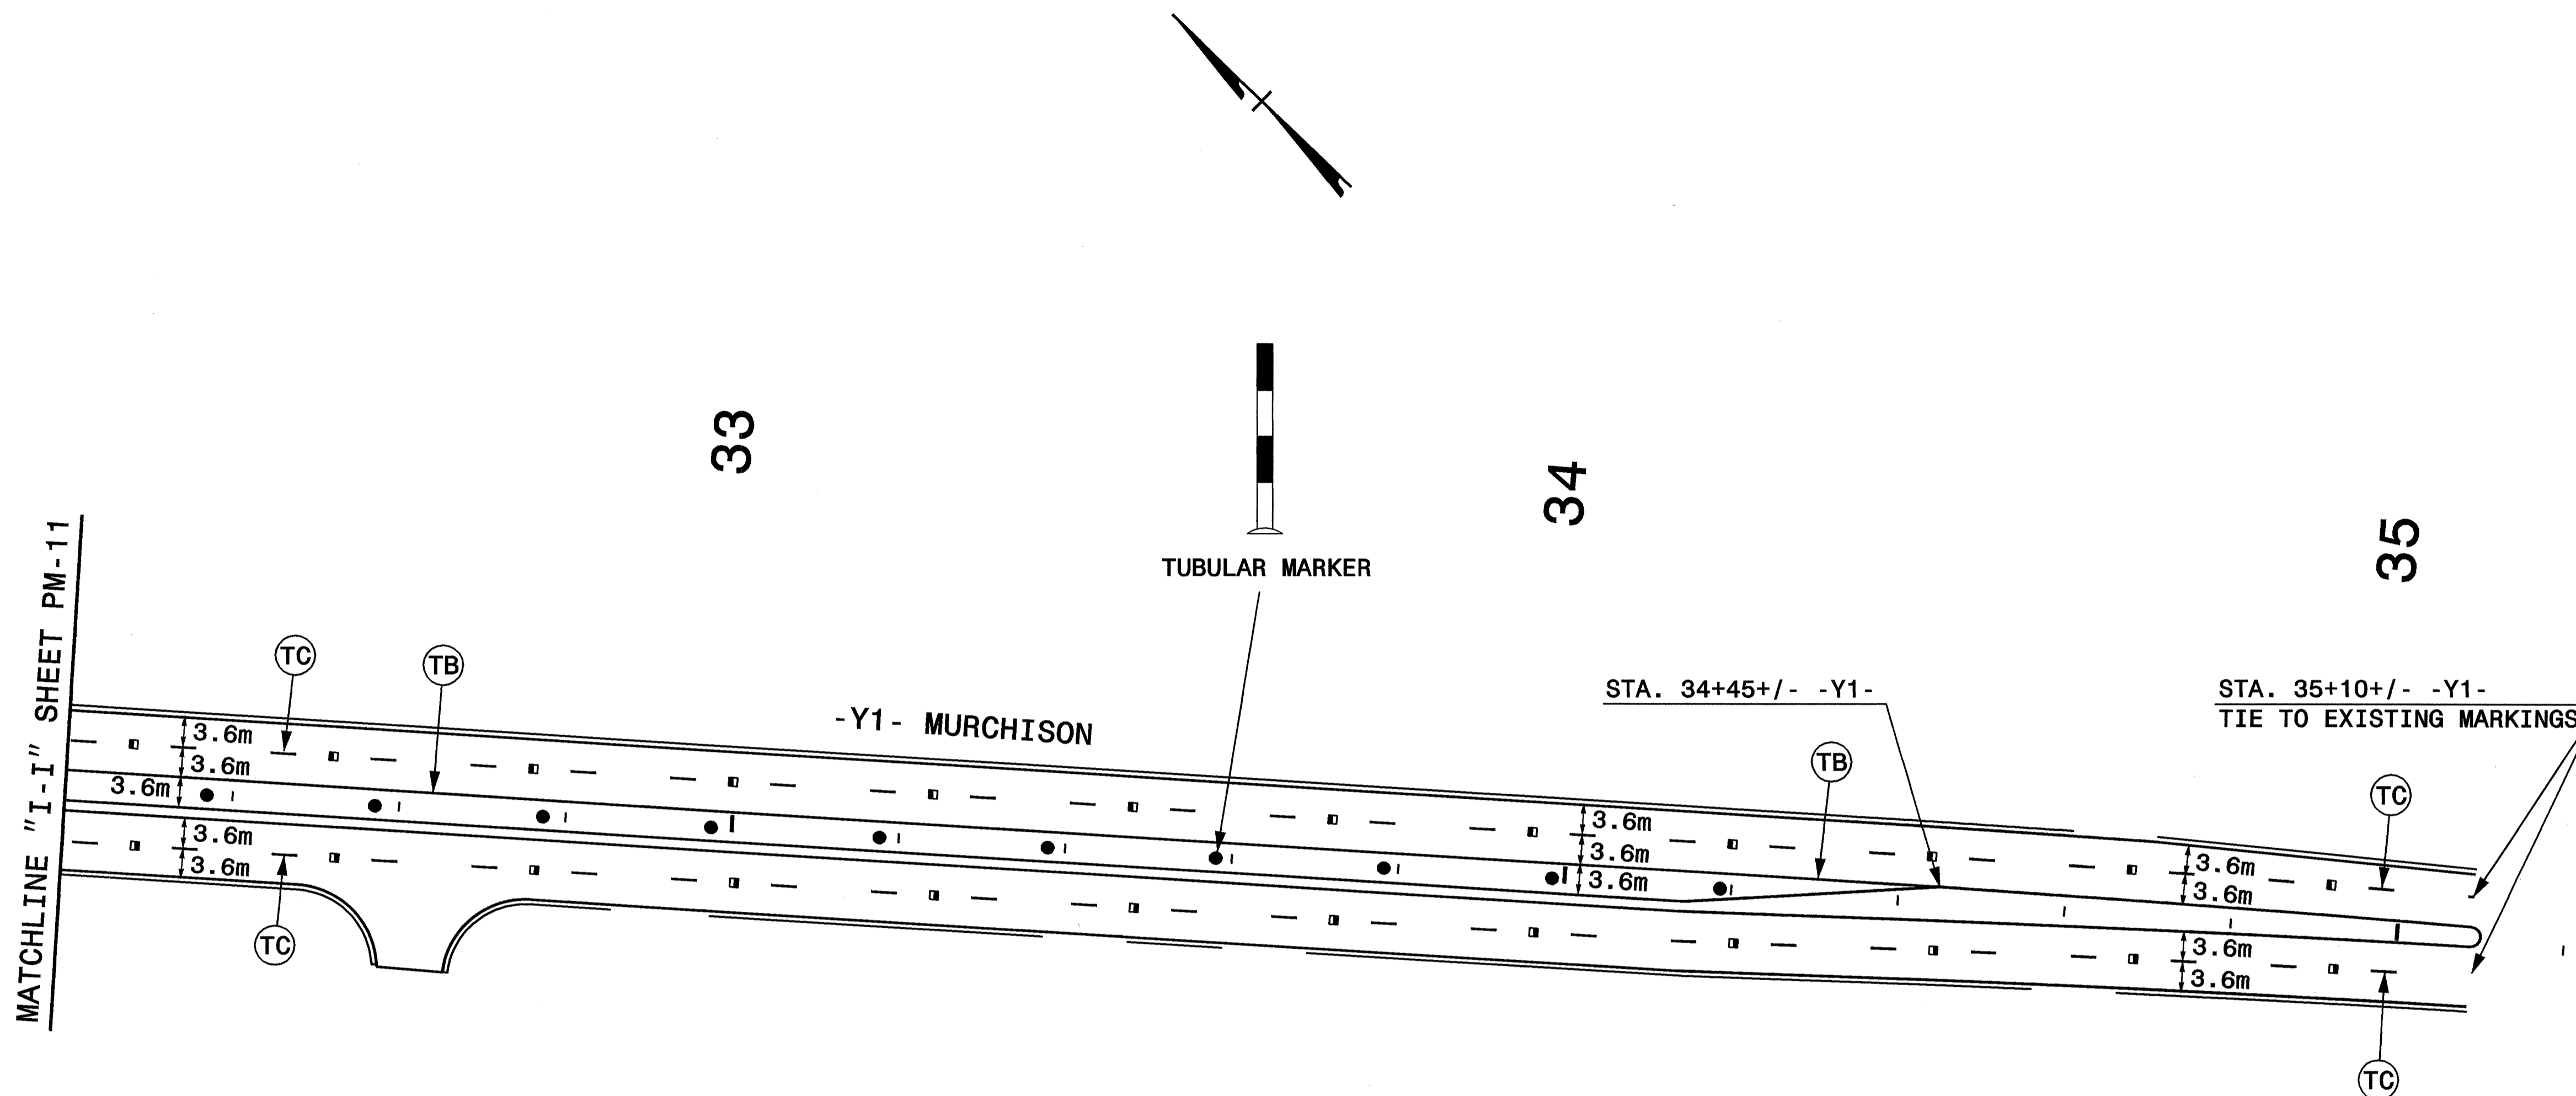 33
34
35
TUBULAR MARKER
MATCHLINE "I-I" SHEET PM-11
TC
TB
-Y1- MURCHISON
STA. 34+45+/- -Y1-
STA. 35+10+/- -Y1-
TIE TO EXISTING MARKINGS
TB
TC
3.6m
3.6m
3.6m
3.6m
3.6m
3.6m
3.6m
3.6m
3.6m
3.6m
3.6m
3.6m
TC
TC